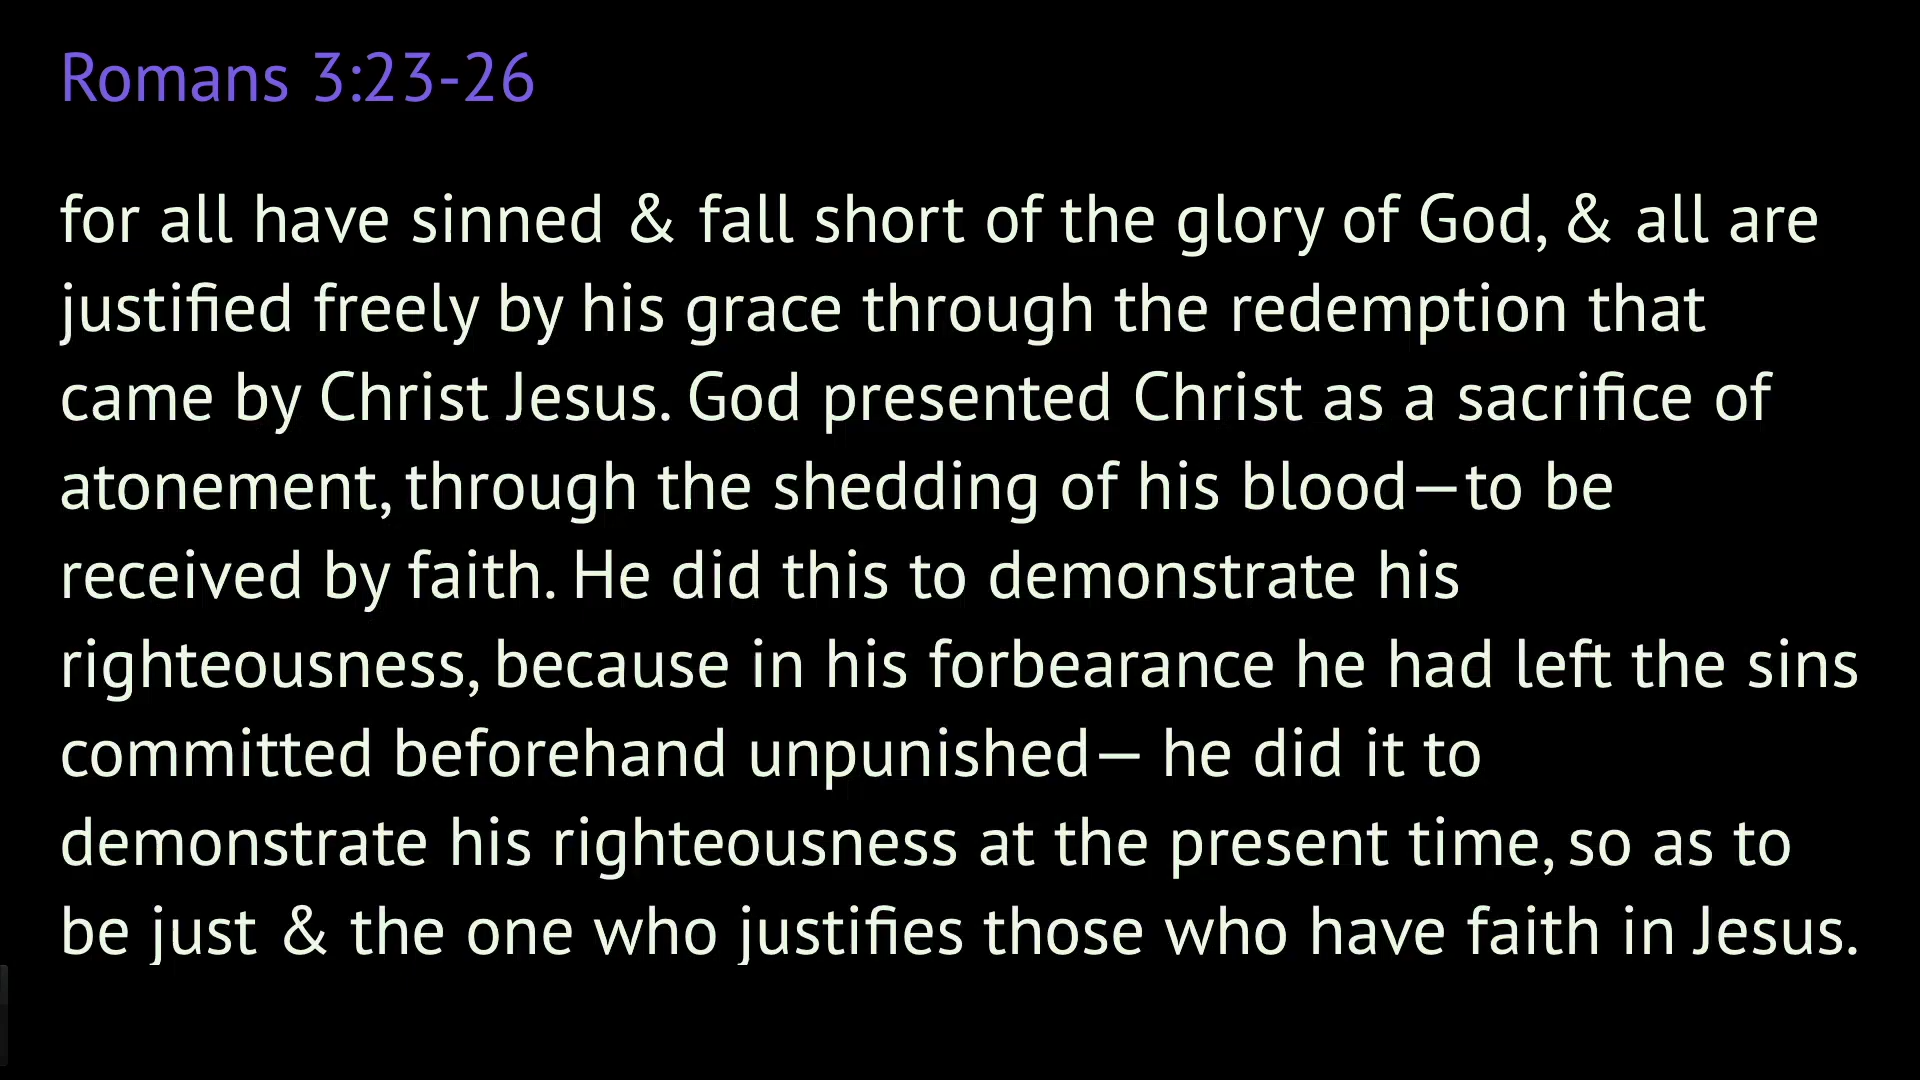 Romans 3:23-26
for all have sinned & fall short of the glory of God, & all are
justified freely by his grace through the redemption that
came by Christ Jesus. God presented Christ as a sacrifice of
atonement, through the shedding of his blood—to be
received by faith. He did this to demonstrate his
righteousness, because in his forbearance he had left the sins
committed beforehand unpunished— he did it to
demonstrate his righteousness at the present time, so as to
be just & the one who justifies those who have faith in Jesus.